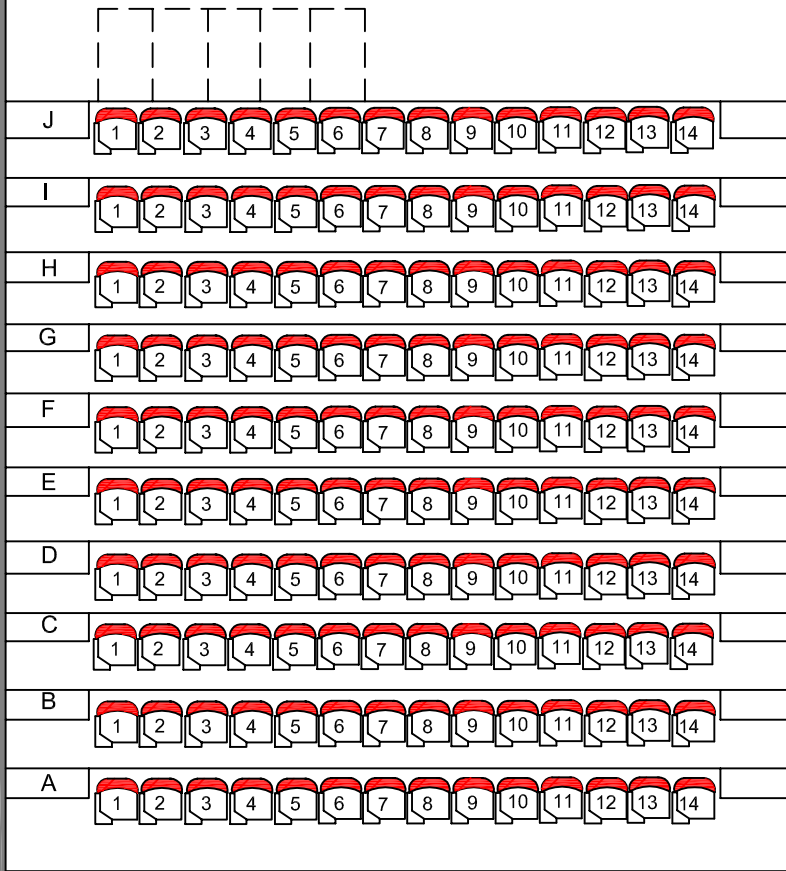 J 1 2 3 4 5 6 7 8 9 10 11 12 13 14
I 1 2 3 4 5 6 7 8 9 10 11 12 13 14
H 1 2 3 4 5 6 7 8 9 10 11 12 13 14
G 1 2 3 4 5 6 7 8 9 10 11 12 13 14
F 1 2 3 4 5 6 7 8 9 10 11 12 13 14
E 1 2 3 4 5 6 7 8 9 10 11 12 13 14
D 1 2 3 4 5 6 7 8 9 10 11 12 13 14
C 1 2 3 4 5 6 7 8 9 10 11 12 13 14
B 1 2 3 4 5 6 7 8 9 10 11 12 13 14
A 1 2 3 4 5 6 7 8 9 10 11 12 13 14